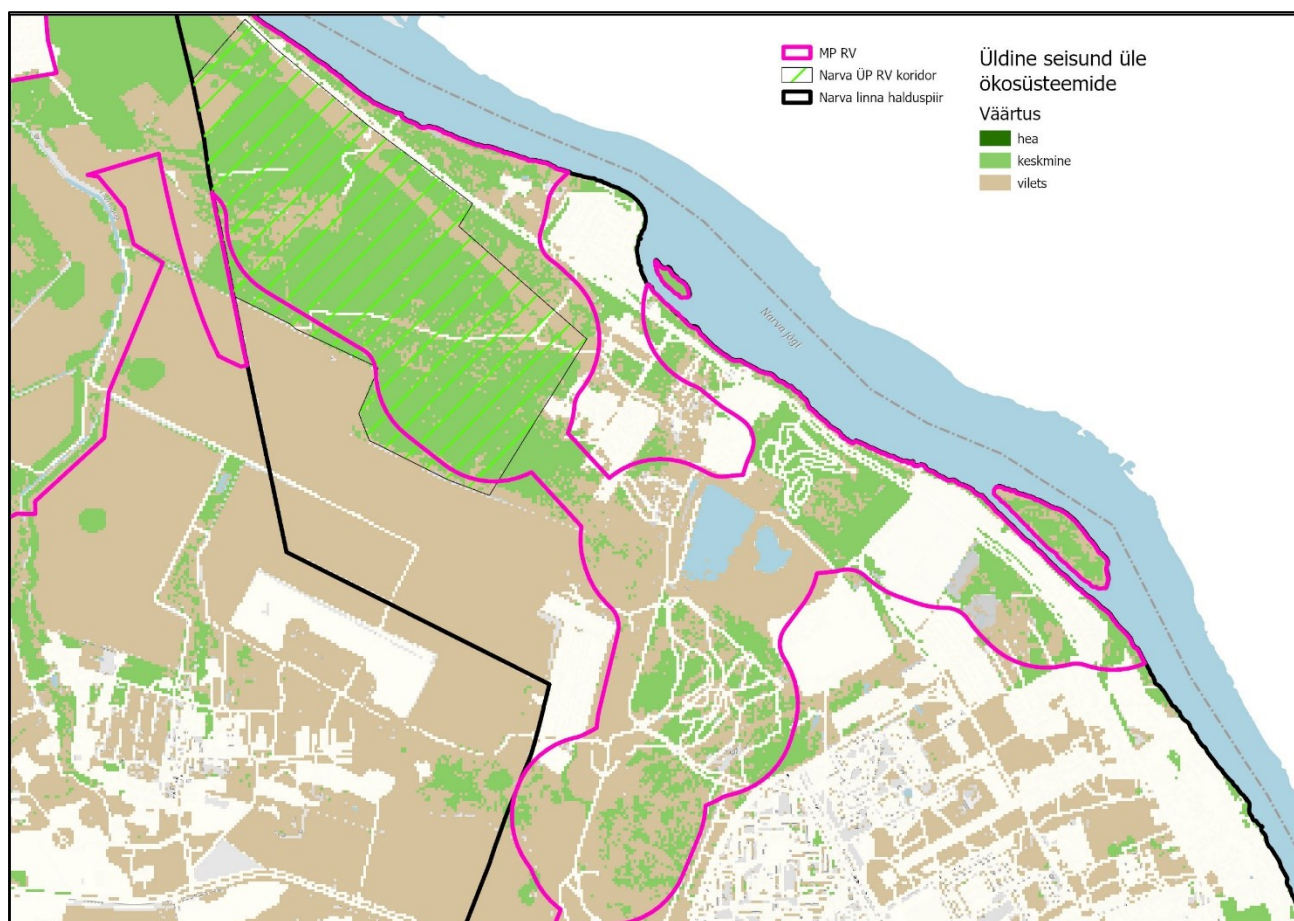 MP RV
Narva ÜP RV koridor
Narva linna halduspiir
Üldine seisund üle
ökosüsteemide
Väärtus
hea
keskmine
vilets
Narva jõgi